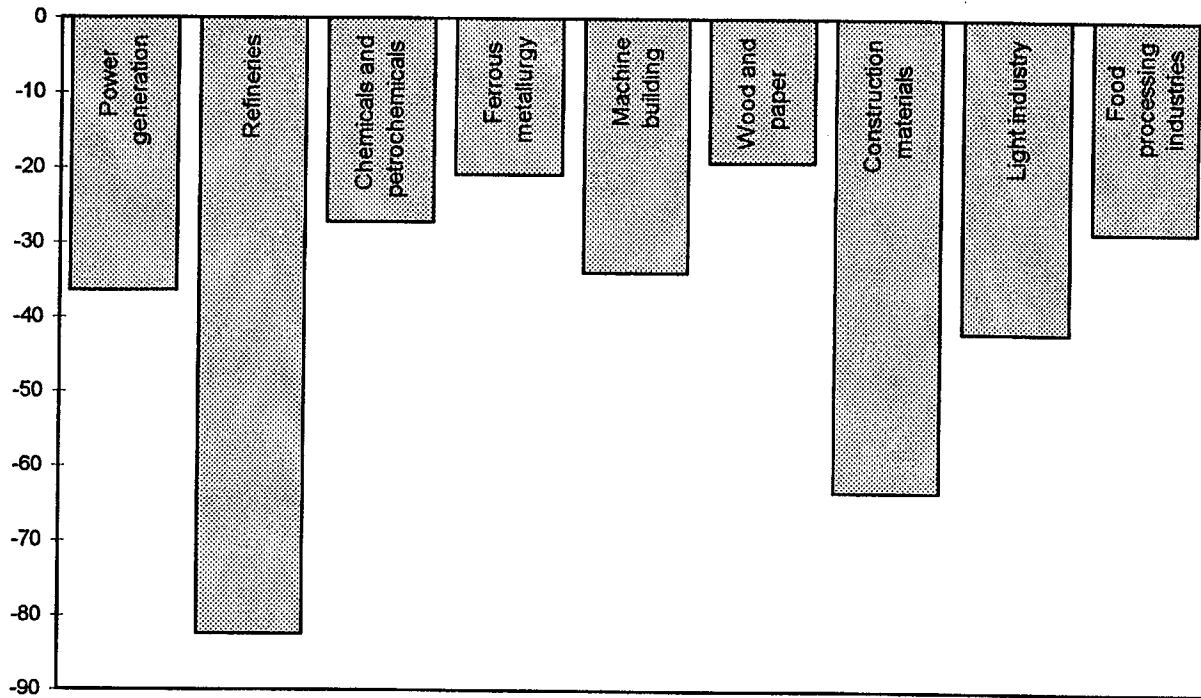 0
-10
-20
-30
-40
-50
-60
-70
-80
-90
Power
generation
Refineries
Chemicals and
petrochemicals
Ferrous
metallurgy
Machine
building
Wood and
paper
Construction
materials
Light industry
Food
processing
industries